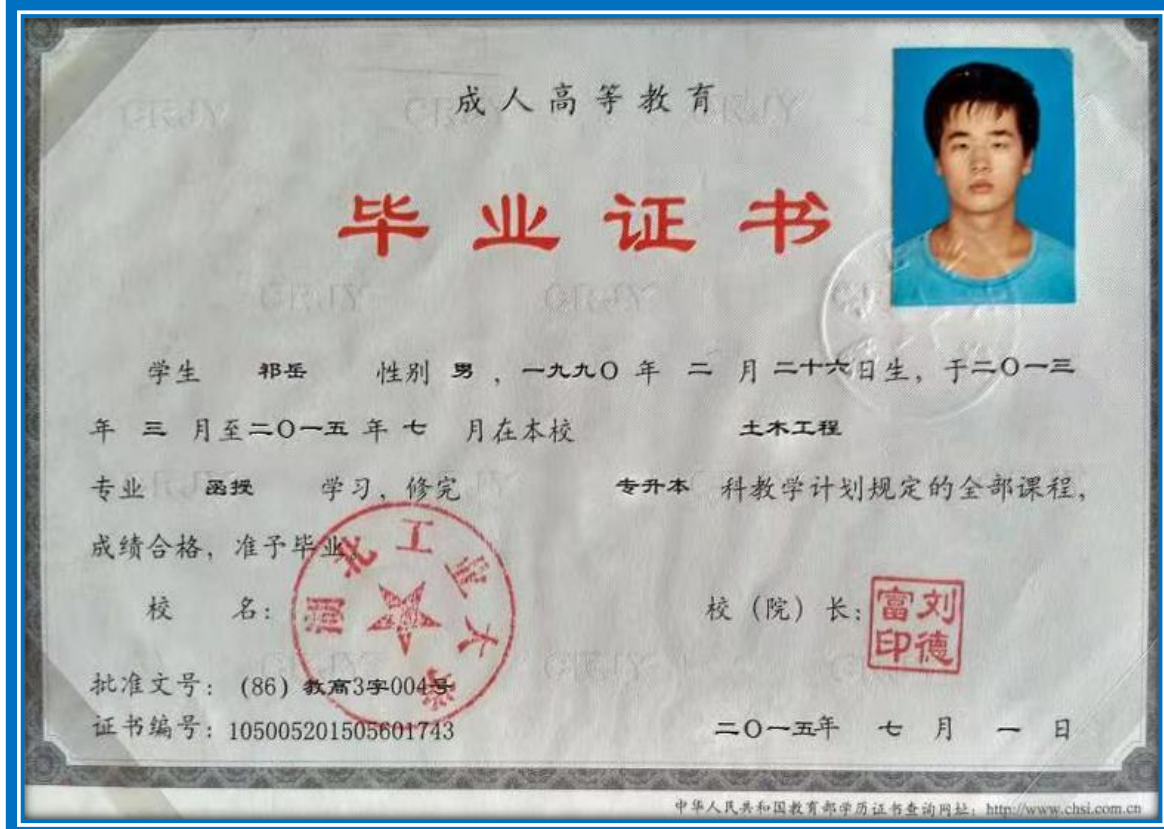 成人高等教育
毕业证书
学生 祁岳 性别 男，一九九〇年 二 月 二十六日生，于二〇一三
年 三 月至二〇一五 年 七 月在本校 土木工程
专业 函授 学习，修完 专升本 科教学计划规定的全部课程，
成绩合格，准予毕业。
湖北工业大学
校 名： 校（院）长：
刘德富印
批准文号：(86) 教高3字004号
证书编号：105005201505601743 二〇一五年 七 月 一 日
中华人民共和国教育部学历证书查询网址：http://www.chsi.com.cn